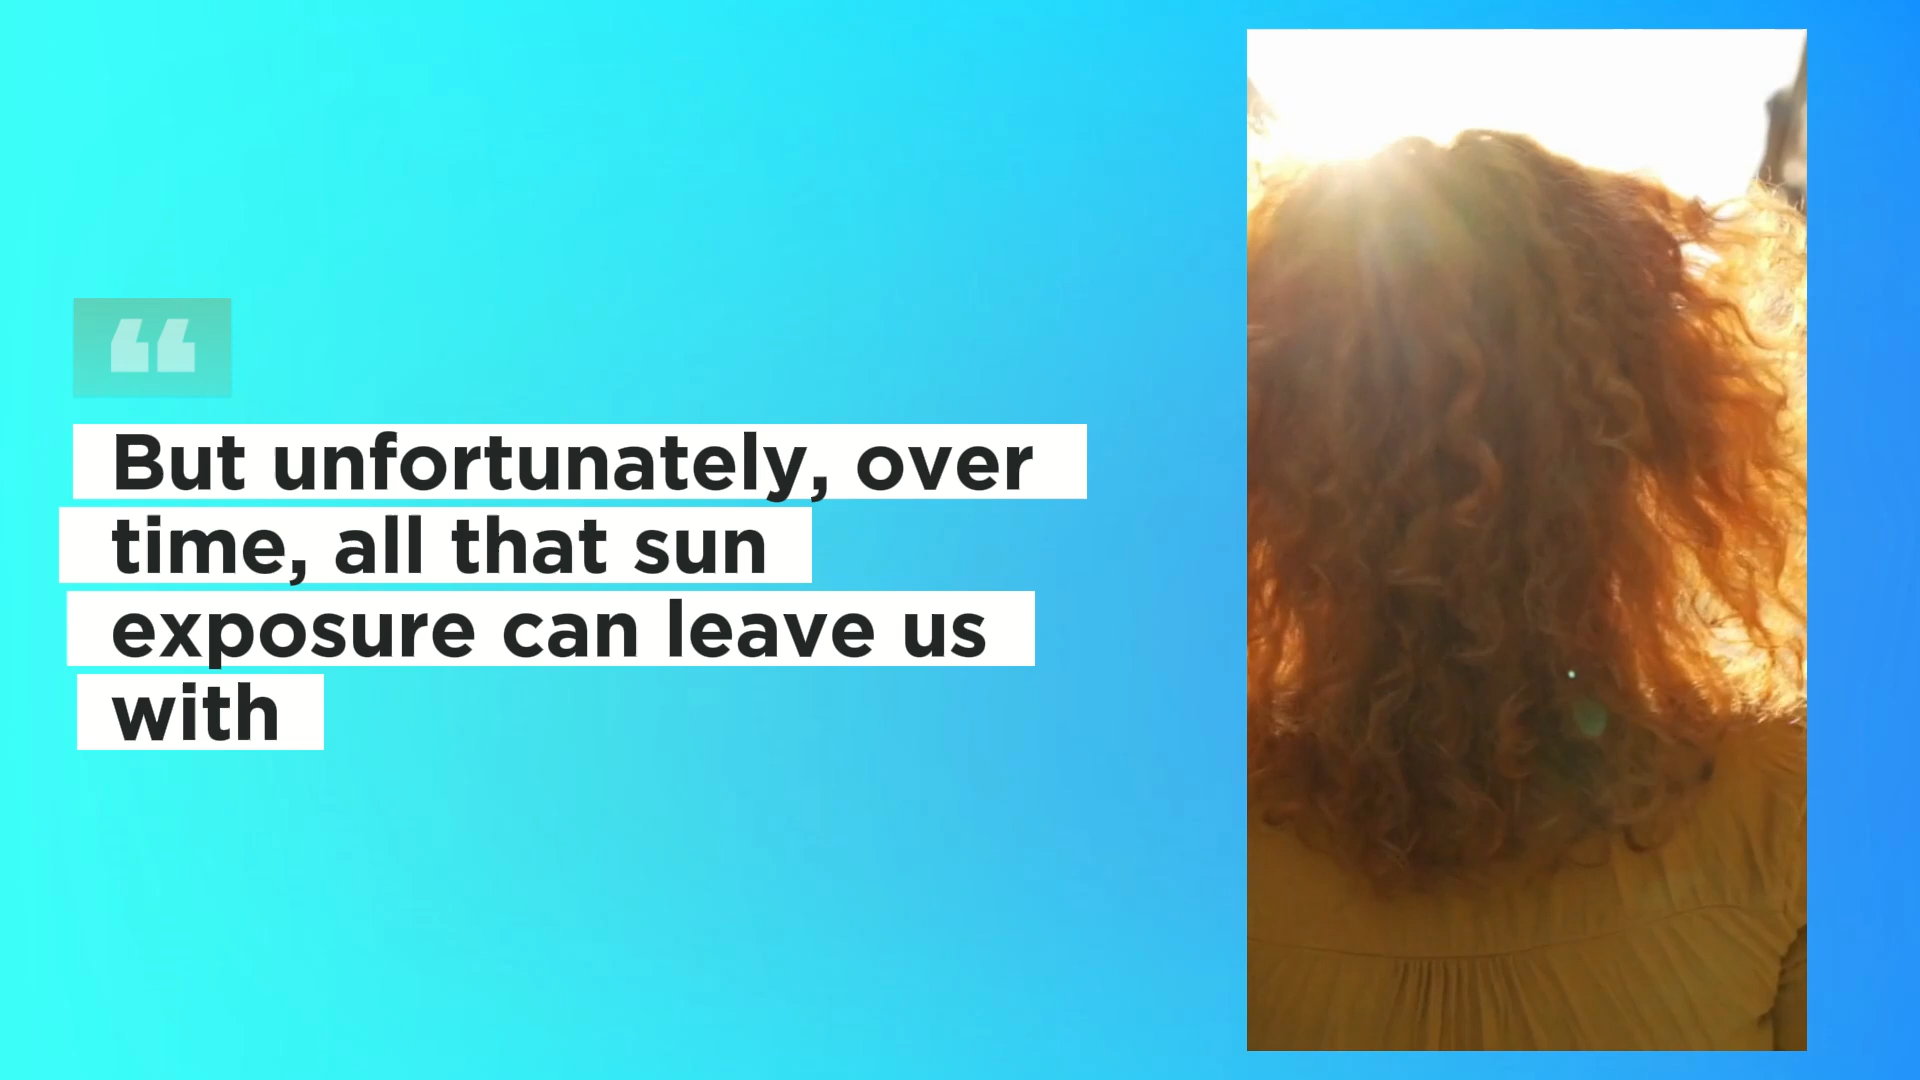 “
But unfortunately, over
time, all that sun
exposure can leave us
with